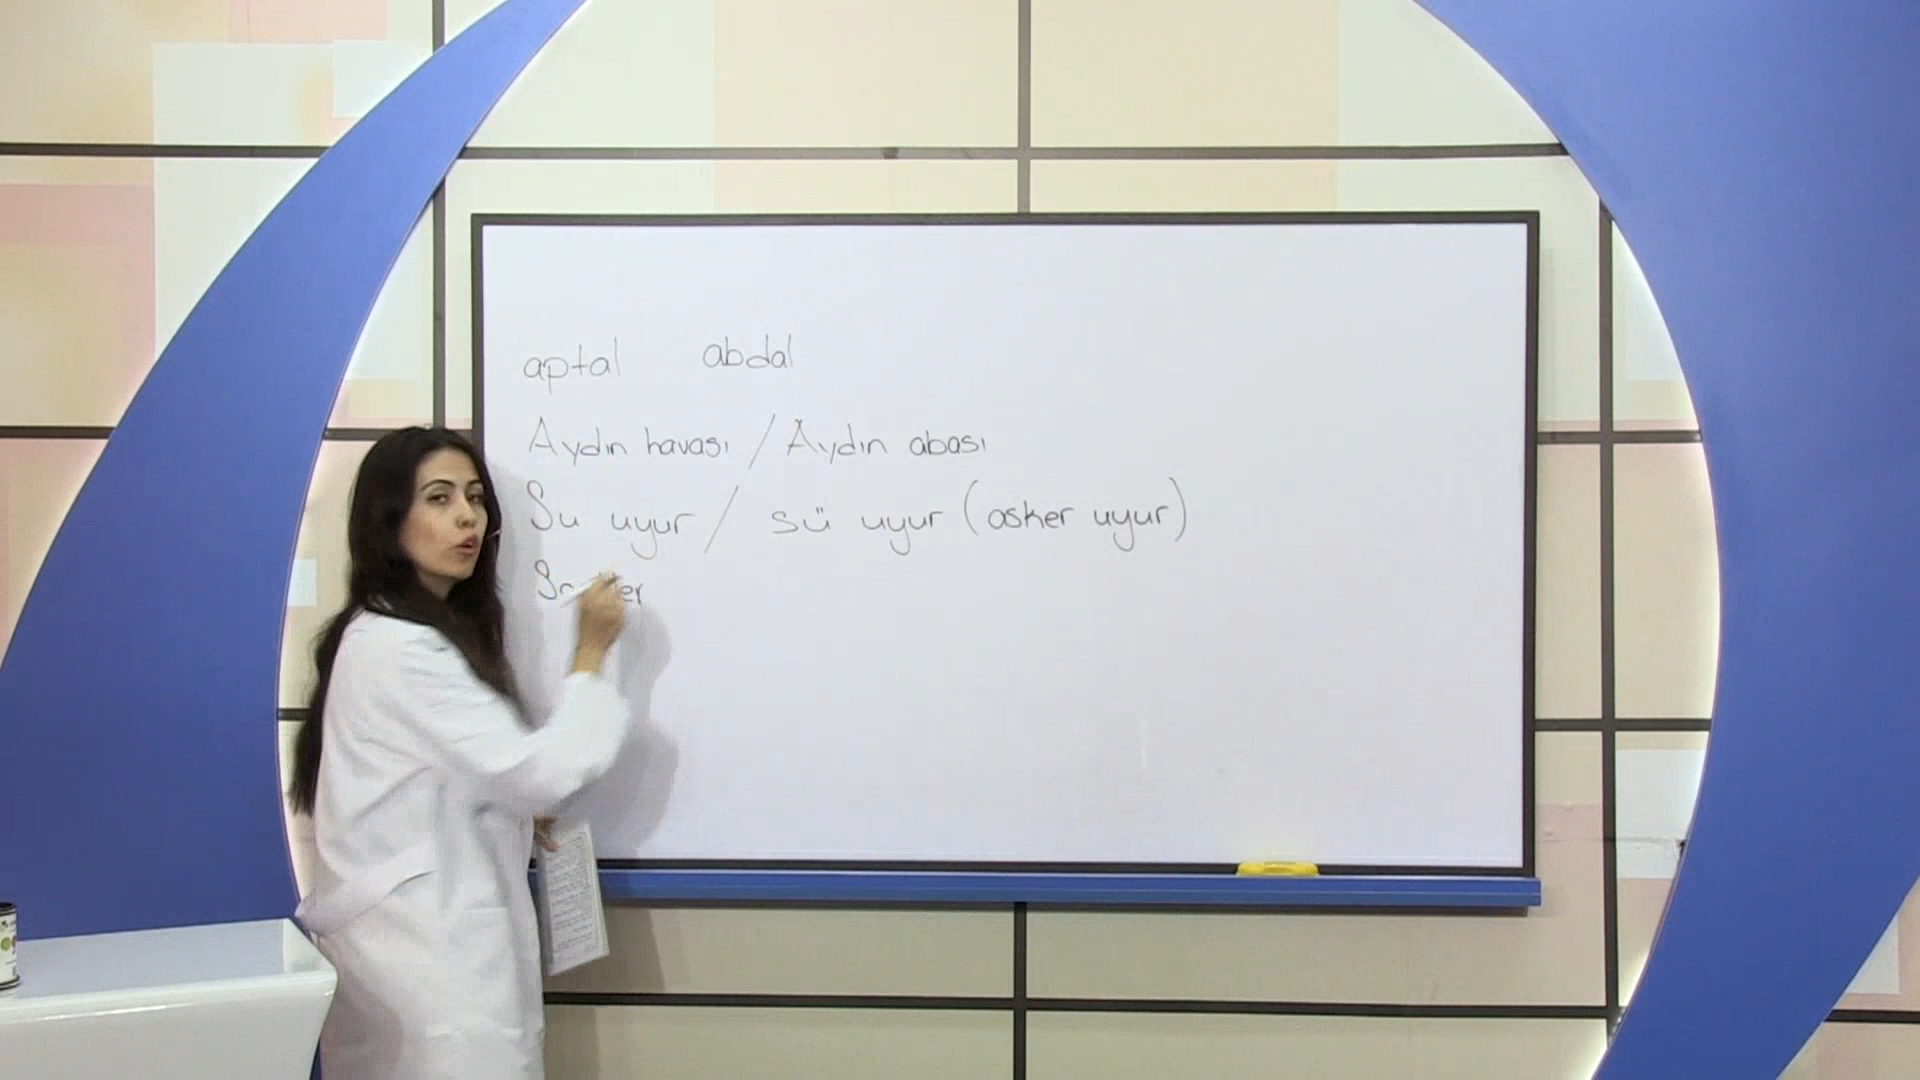 aptal abdal
Aydın havası / Aydın abası
Su uyur / sü uyur (asker uyur)